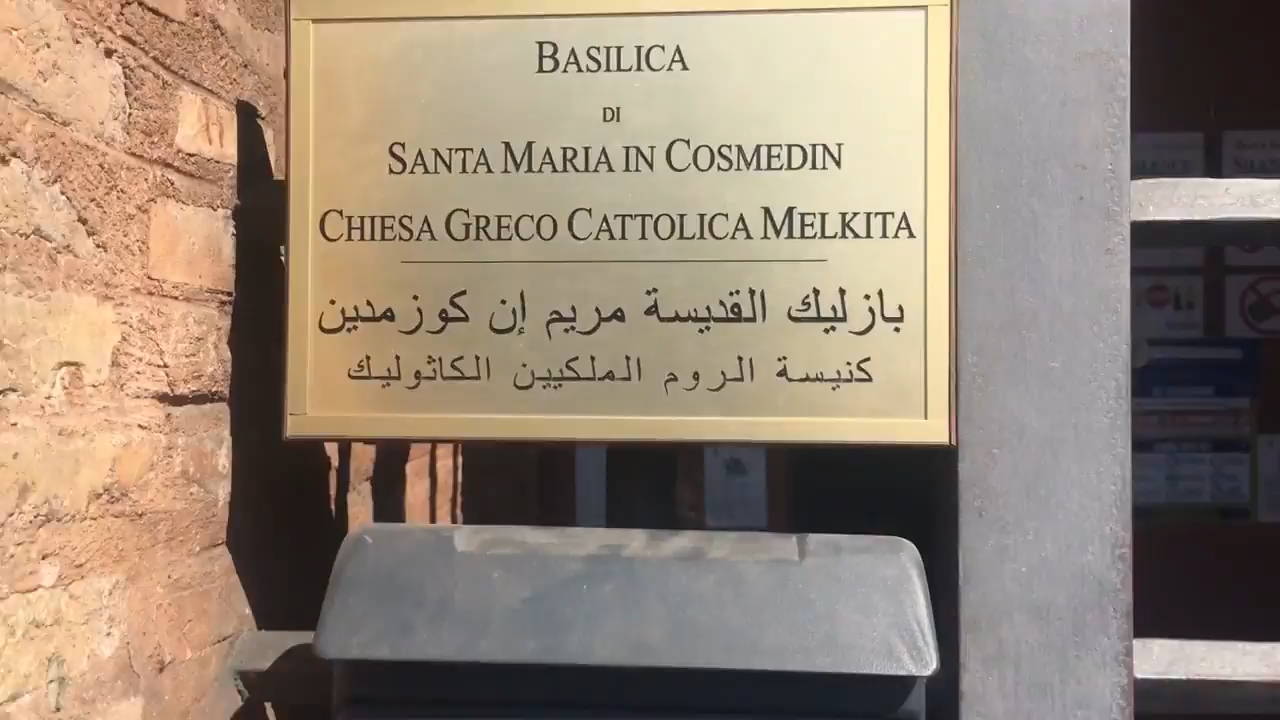 BASILICA
DI
SANTA MARIA IN COSMEDIN
CHIESA GRECO CATTOLICA MELKITA
بازليك القديسة مريم إن كوزمدين
كنيسة الروم الملكيين الكاثوليك